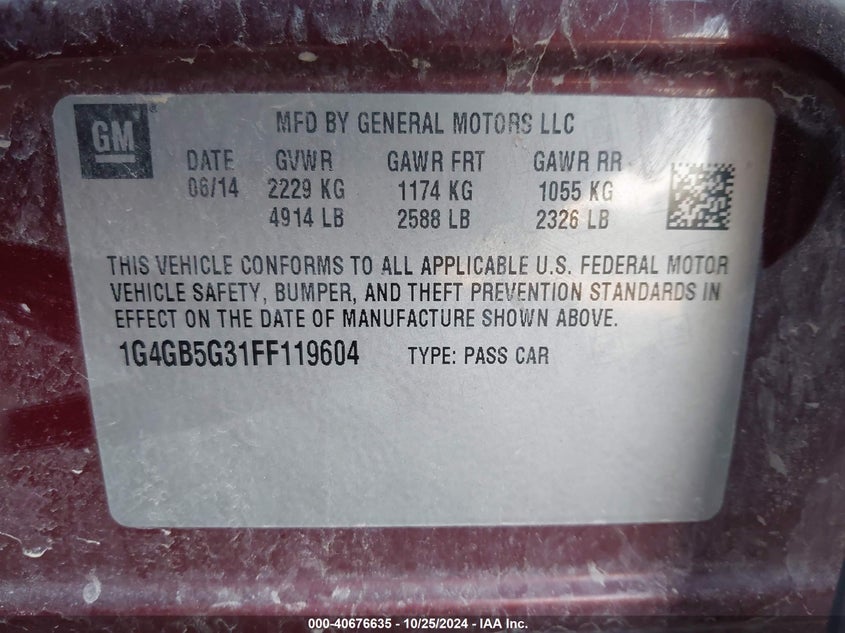 GM ®
MFD BY GENERAL MOTORS LLC
DATE GVWR GAWR FRT GAWR RR
06/14 2229 KG 1174 KG 1055 KG
4914 LB 2588 LB 2326 LB
THIS VEHICLE CONFORMS TO ALL APPLICABLE U.S. FEDERAL MOTOR
VEHICLE SAFETY, BUMPER, AND THEFT PREVENTION STANDARDS IN
EFFECT ON THE DATE OF MANUFACTURE SHOWN ABOVE.
1G4GB5G31FF119604 TYPE: PASS CAR
000-40676635 - 10/25/2024 - IAA Inc.